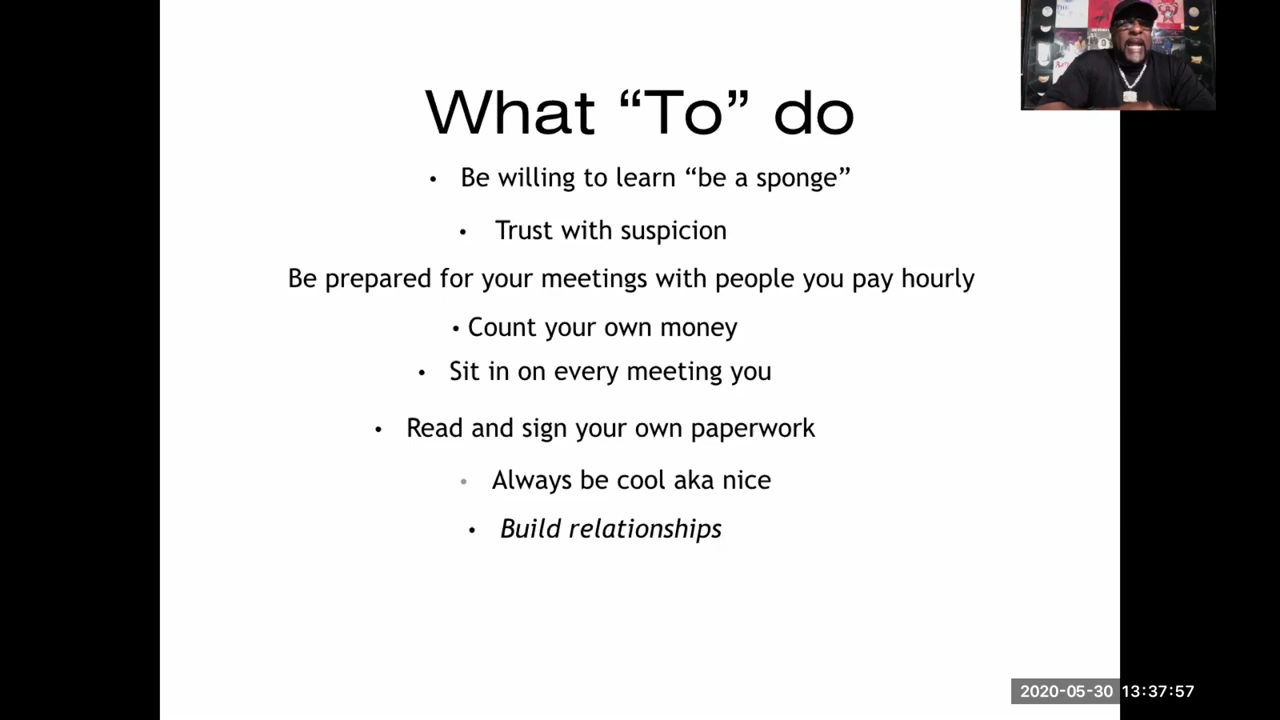 What “To” do
• Be willing to learn “be a sponge”
• Trust with suspicion
Be prepared for your meetings with people you pay hourly
• Count your own money
• Sit in on every meeting you
• Read and sign your own paperwork
• Always be cool aka nice
• Build relationships
2020-05-30 13:37:57